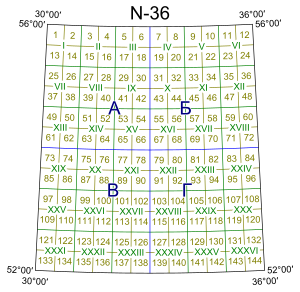 N-36
30°00' 36°00'
56°00' 56°00'
1 2 3 4 5 6 7 8 9 10 11 12
I II III IV V VI
13 14 15 16 17 18 19 20 21 22 23 24
25 26 27 28 29 30 31 32 33 34 35 36
VII VIII IX X XI XII
37 38 39 40 41 42 43 44 45 46 47 48
А Б
49 50 51 52 53 54 55 56 57 58 59 60
XIII XIV XV XVI XVII XVIII
61 62 63 64 65 66 67 68 69 70 71 72
73 74 75 76 77 78 79 80 81 82 83 84
XIX XX XXI XXII XXIII XXIV
85 86 87 88 89 90 91 92 93 94 95 96
В Г
97 98 99 100 101 102 103 104 105 106 107 108
XXV XXVI XXVII XXVIII XXIX XXX
109 110 111 112 113 114 115 116 117 118 119 120
121 122 123 124 125 126 127 128 129 130 131 132
XXXI XXXII XXXIII XXXIV XXXV XXXVI
133 134 135 136 137 138 139 140 141 142 143 144
52°00' 52°00'
30°00' 36°00'